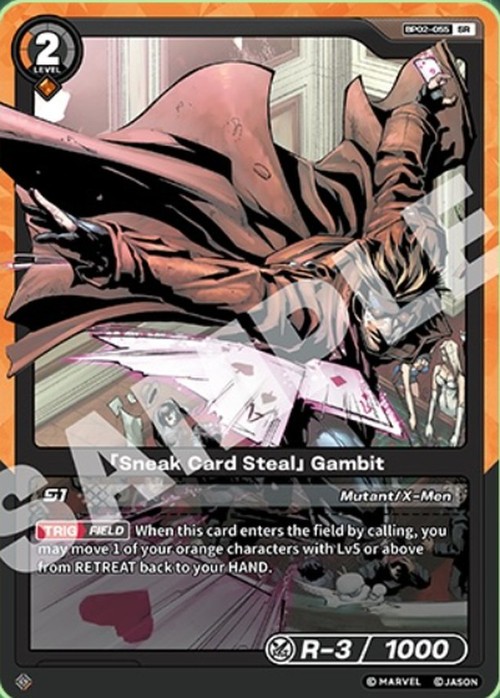 BP02-055 SR
2
LEVEL
SAMPLE
「Sneak Card Steal」 Gambit
S1
Mutant/X-Men
TRIG FIELD When this card enters the field by calling, you
may move 1 of your orange characters with Lv5 or above
from RETREAT back to your HAND.
R-3 / 1000
© MARVEL ©JASON